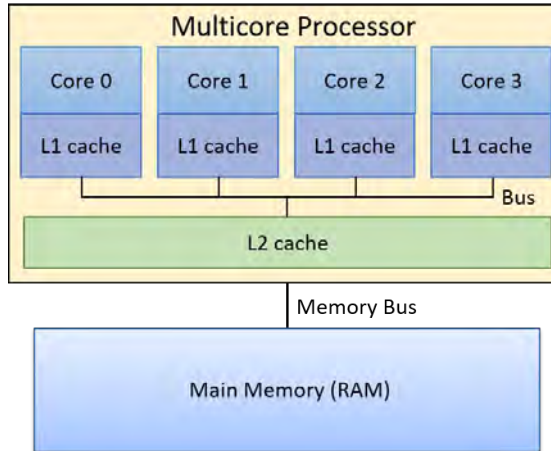 Multicore Processor
Core 0 Core 1 Core 2 Core 3
L1 cache L1 cache L1 cache L1 cache
Bus
L2 cache
Memory Bus
Main Memory (RAM)